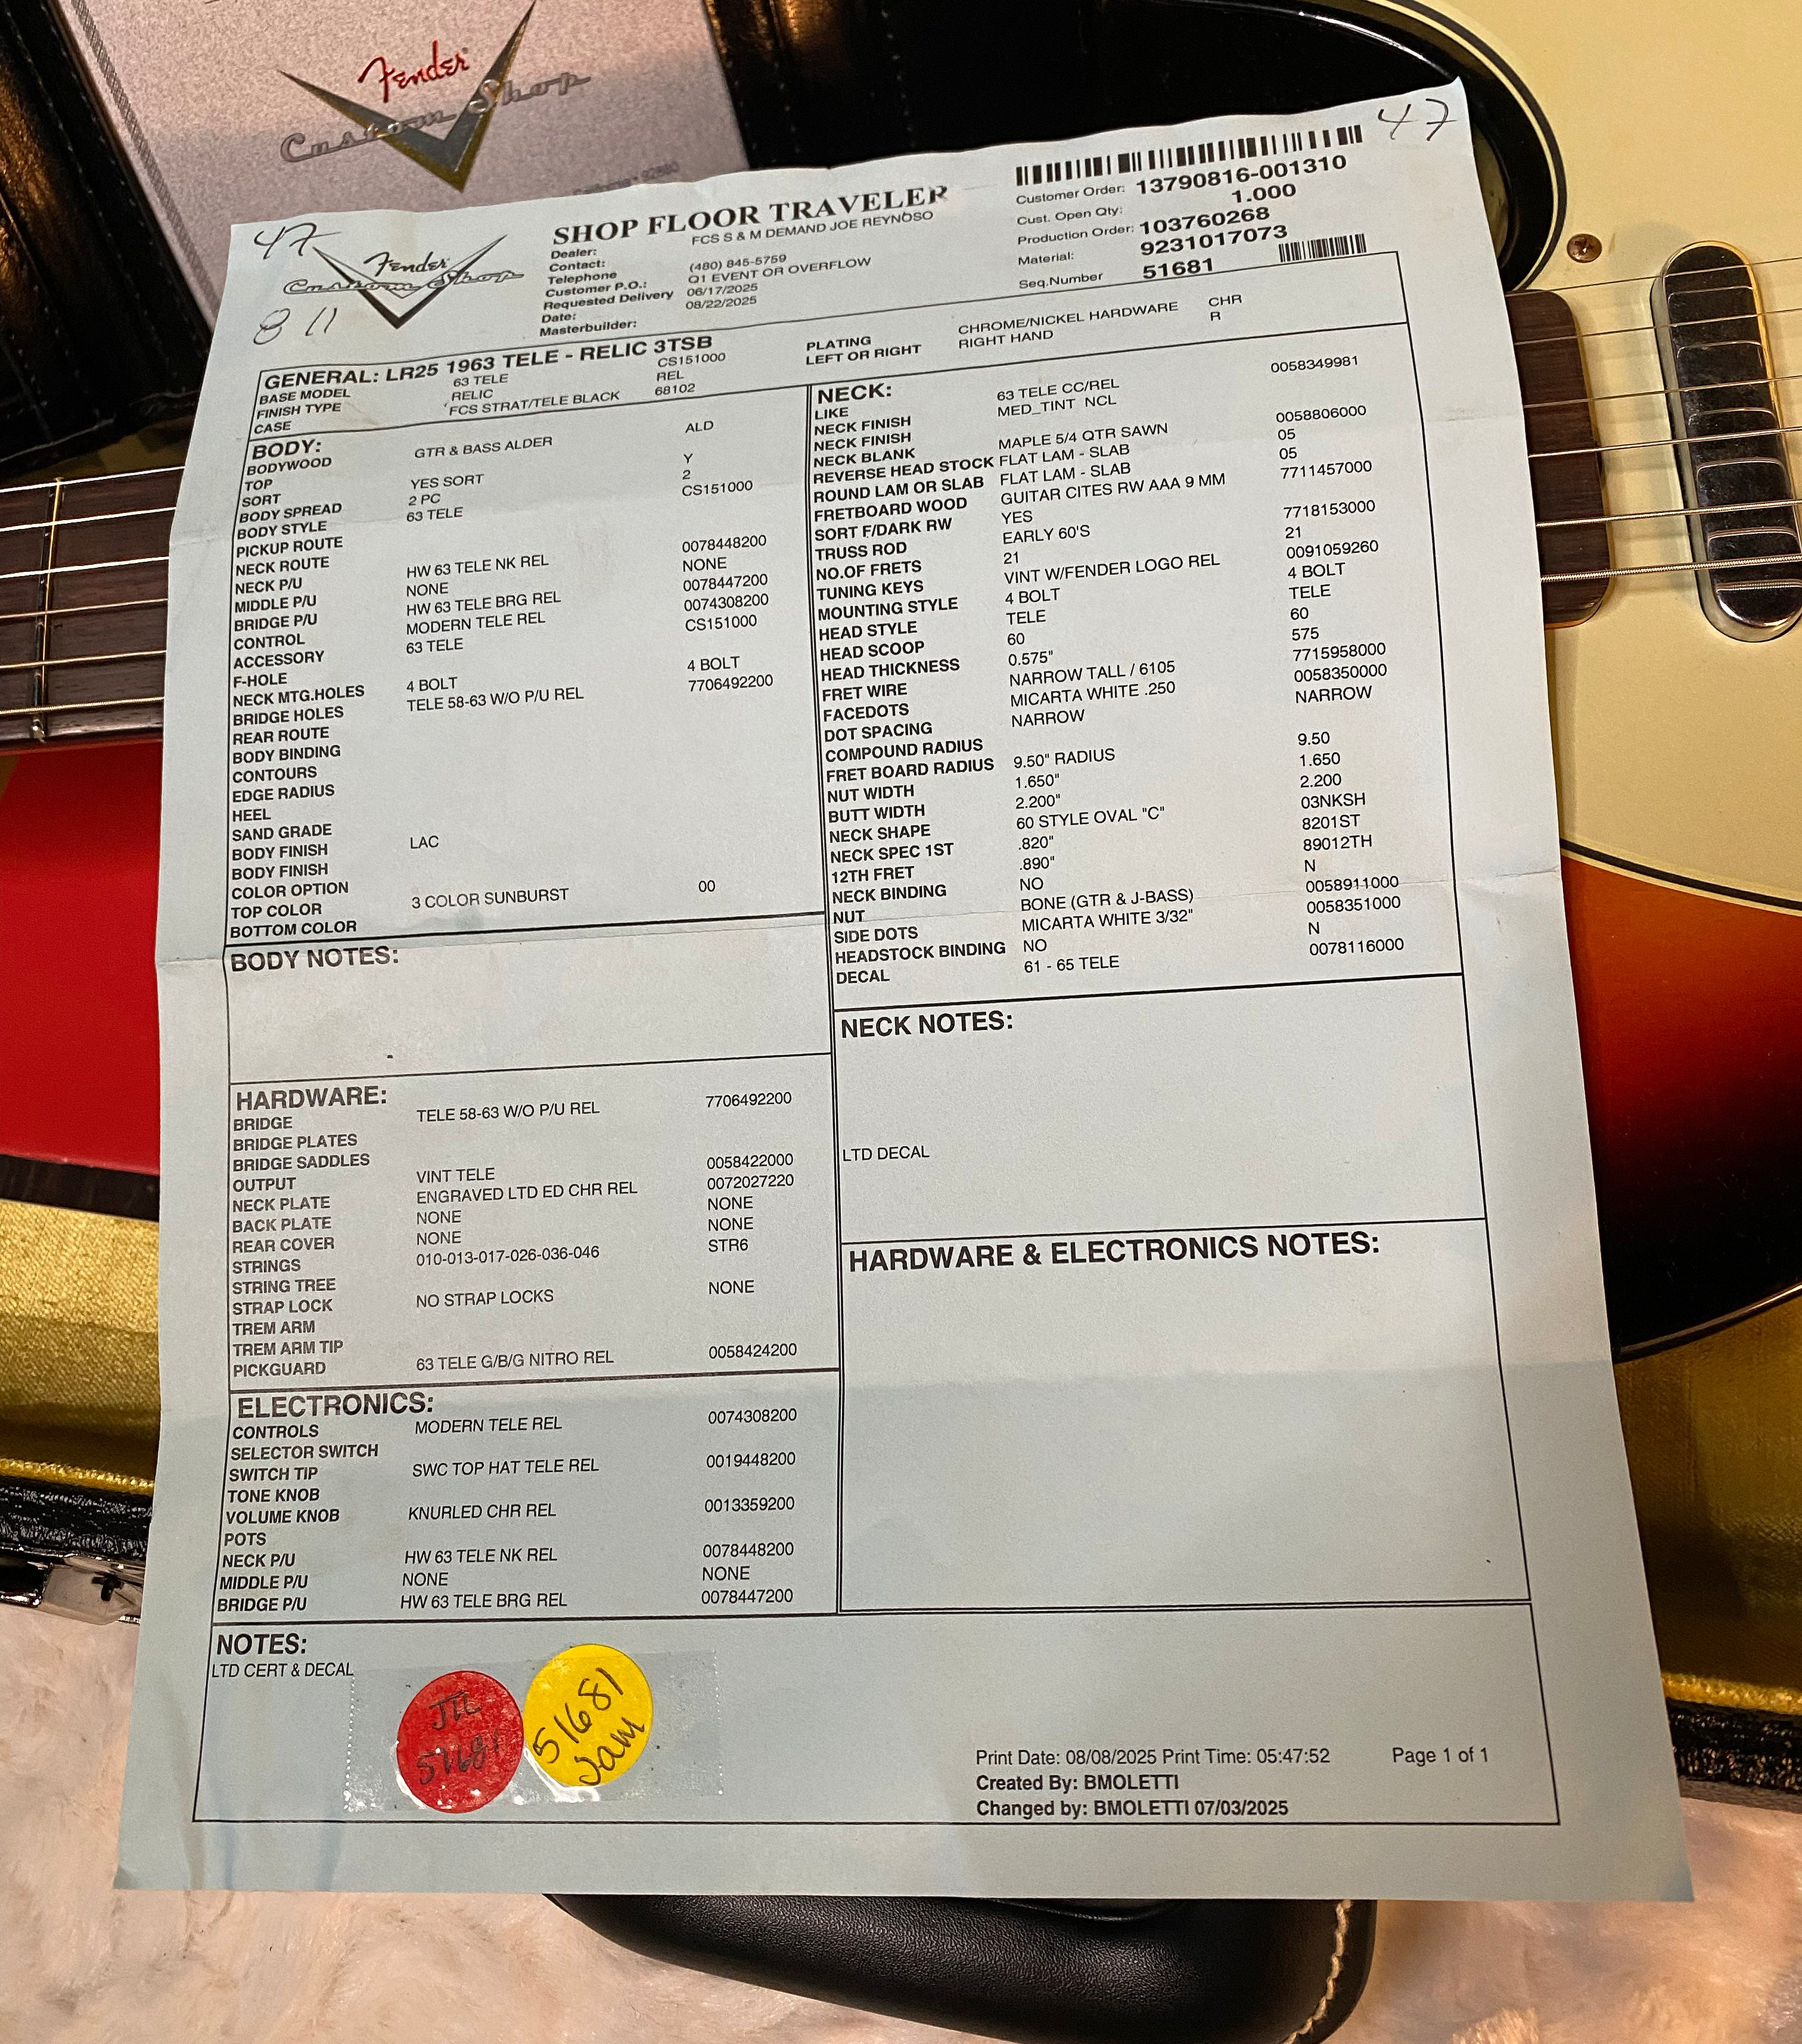 Fender
Custom Shop
47
47
Fender
Custom Shop
8 11
SHOP FLOOR TRAVELER
Dealer: FCS S & M DEMAND JOE REYNOSO
Contact:
Telephone (480) 845-5759
Customer P.O.: Q1 EVENT OR OVERFLOW
Requested Delivery 06/17/2025
Date: 08/22/2025
Masterbuilder:
Customer Order: 13790816-001310
Cust. Open Qty: 1.000
Production Order: 103760268
Material: 9231017073
Seq.Number 51681
GENERAL: LR25 1963 TELE - RELIC 3TSB
BASE MODEL 63 TELE CS151000
FINISH TYPE RELIC REL
CASE FCS STRAT/TELE BLACK 68102
PLATING CHROME/NICKEL HARDWARE CHR
LEFT OR RIGHT RIGHT HAND R
BODY:
BODYWOOD GTR & BASS ALDER ALD
TOP
SORT YES SORT Y
BODY SPREAD 2 PC 2
BODY STYLE 63 TELE CS151000
PICKUP ROUTE
NECK ROUTE
NECK P/U HW 63 TELE NK REL 0078448200
MIDDLE P/U NONE NONE
BRIDGE P/U HW 63 TELE BRG REL 0078447200
CONTROL MODERN TELE REL 0074308200
ACCESSORY 63 TELE CS151000
F-HOLE
NECK MTG.HOLES 4 BOLT 4 BOLT
BRIDGE HOLES TELE 58-63 W/O P/U REL 7706492200
REAR ROUTE
BODY BINDING
CONTOURS
EDGE RADIUS
HEEL
SAND GRADE
BODY FINISH LAC
BODY FINISH
COLOR OPTION
TOP COLOR 3 COLOR SUNBURST 00
BOTTOM COLOR
BODY NOTES:
NECK:
LIKE 63 TELE CC/REL 0058349981
NECK FINISH MED_TINT NCL
NECK FINISH
NECK BLANK MAPLE 5/4 QTR SAWN 0058806000
REVERSE HEAD STOCK FLAT LAM - SLAB 05
ROUND LAM OR SLAB FLAT LAM - SLAB 05
FRETBOARD WOOD GUITAR CITES RW AAA 9 MM 7711457000
SORT F/DARK RW YES
TRUSS ROD EARLY 60'S 7718153000
NO.OF FRETS 21 21
TUNING KEYS VINT W/FENDER LOGO REL 0091059260
MOUNTING STYLE 4 BOLT 4 BOLT
HEAD STYLE TELE TELE
HEAD SCOOP 60 60
HEAD THICKNESS 0.575" 575
FRET WIRE NARROW TALL / 6105 7715958000
FACEDOTS MICARTA WHITE .250 0058350000
DOT SPACING NARROW NARROW
COMPOUND RADIUS
FRET BOARD RADIUS 9.50" RADIUS 9.50
NUT WIDTH 1.650" 1.650
BUTT WIDTH 2.200" 2.200
NECK SHAPE 60 STYLE OVAL "C" 03NKSH
NECK SPEC 1ST .820" 8201ST
12TH FRET .890" 89012TH
NECK BINDING NO N
NUT BONE (GTR & J-BASS) 0058911000
SIDE DOTS MICARTA WHITE 3/32" 0058351000
HEADSTOCK BINDING NO N
DECAL 61 - 65 TELE 0078116000
NECK NOTES:
LTD DECAL
HARDWARE:
BRIDGE TELE 58-63 W/O P/U REL 7706492200
BRIDGE PLATES
BRIDGE SADDLES
OUTPUT VINT TELE 0058422000
NECK PLATE ENGRAVED LTD ED CHR REL 0072027220
BACK PLATE NONE NONE
REAR COVER NONE NONE
STRINGS 010-013-017-026-036-046 STR6
STRING TREE
STRAP LOCK NO STRAP LOCKS NONE
TREM ARM
TREM ARM TIP
PICKGUARD 63 TELE G/B/G NITRO REL 0058424200
HARDWARE & ELECTRONICS NOTES:
ELECTRONICS:
CONTROLS MODERN TELE REL 0074308200
SELECTOR SWITCH
SWITCH TIP SWC TOP HAT TELE REL 0019448200
TONE KNOB
VOLUME KNOB KNURLED CHR REL 0013359200
POTS
NECK P/U HW 63 TELE NK REL 0078448200
MIDDLE P/U NONE NONE
BRIDGE P/U HW 63 TELE BRG REL 0078447200
NOTES:
LTD CERT & DECAL
51681
51681
Print Date: 08/08/2025 Print Time: 05:47:52 Page 1 of 1
Created By: BMOLETTI
Changed by: BMOLETTI 07/03/2025